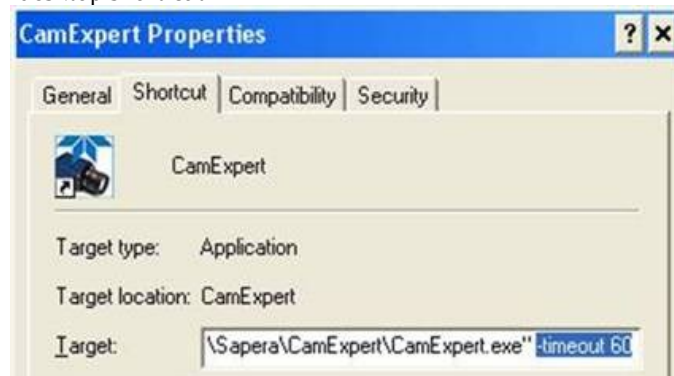 CamExpert Properties
General Shortcut Compatibility Security
CamExpert
Target type: Application
Target location: CamExpert
Target: \Sapera\CamExpert\CamExpert.exe" -timeout 60